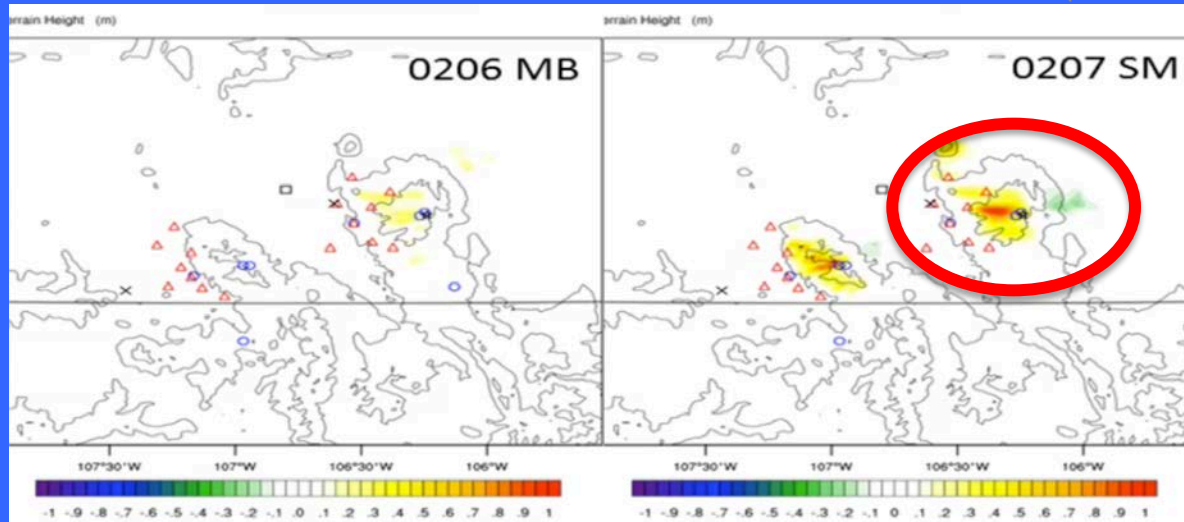 errain Height (m)
errain Height (m)
0206 MB
0207 SM
107°30'W 107°W 106°30'W 106°W
107°30'W 107°W 106°30'W 106°W
-1 -.9 -.8 -.7 -.6 -.5 -.4 -.3 -.2 -.1 .0 .1 .2 .3 .4 .5 .6 .7 .8 .9 1
-1 -.9 -.8 -.7 -.6 -.5 -.4 -.3 -.2 -.1 0 .1 .2 .3 .4 .5 .6 .7 .8 .9 1